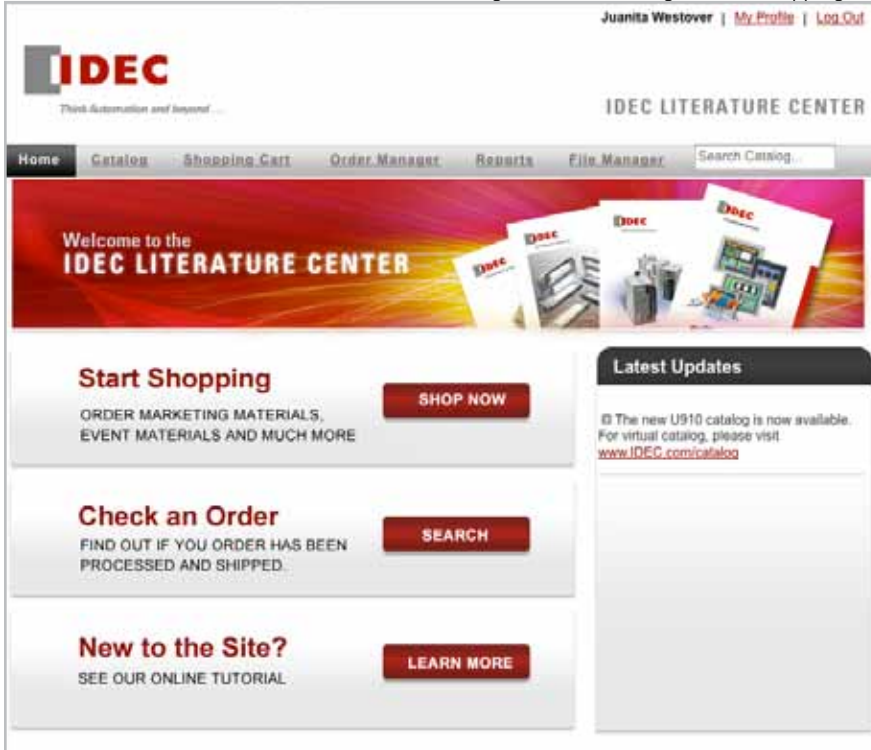 Juanita Westover | My Profile | Log Out
IDEC
Think Automation and beyond ...
IDEC LITERATURE CENTER
Home Catalog Shopping Cart Order Manager Reports File Manager Search Catalog...
Welcome to the
IDEC LITERATURE CENTER
IDEC IDEC IDEC IDEC
Start Shopping
ORDER MARKETING MATERIALS,
EVENT MATERIALS AND MUCH MORE
SHOP NOW
Check an Order
FIND OUT IF YOU ORDER HAS BEEN
PROCESSED AND SHIPPED.
SEARCH
New to the Site?
SEE OUR ONLINE TUTORIAL
LEARN MORE
Latest Updates
The new U910 catalog is now available.
For virtual catalog, please visit
www.IDEC.com/catalog